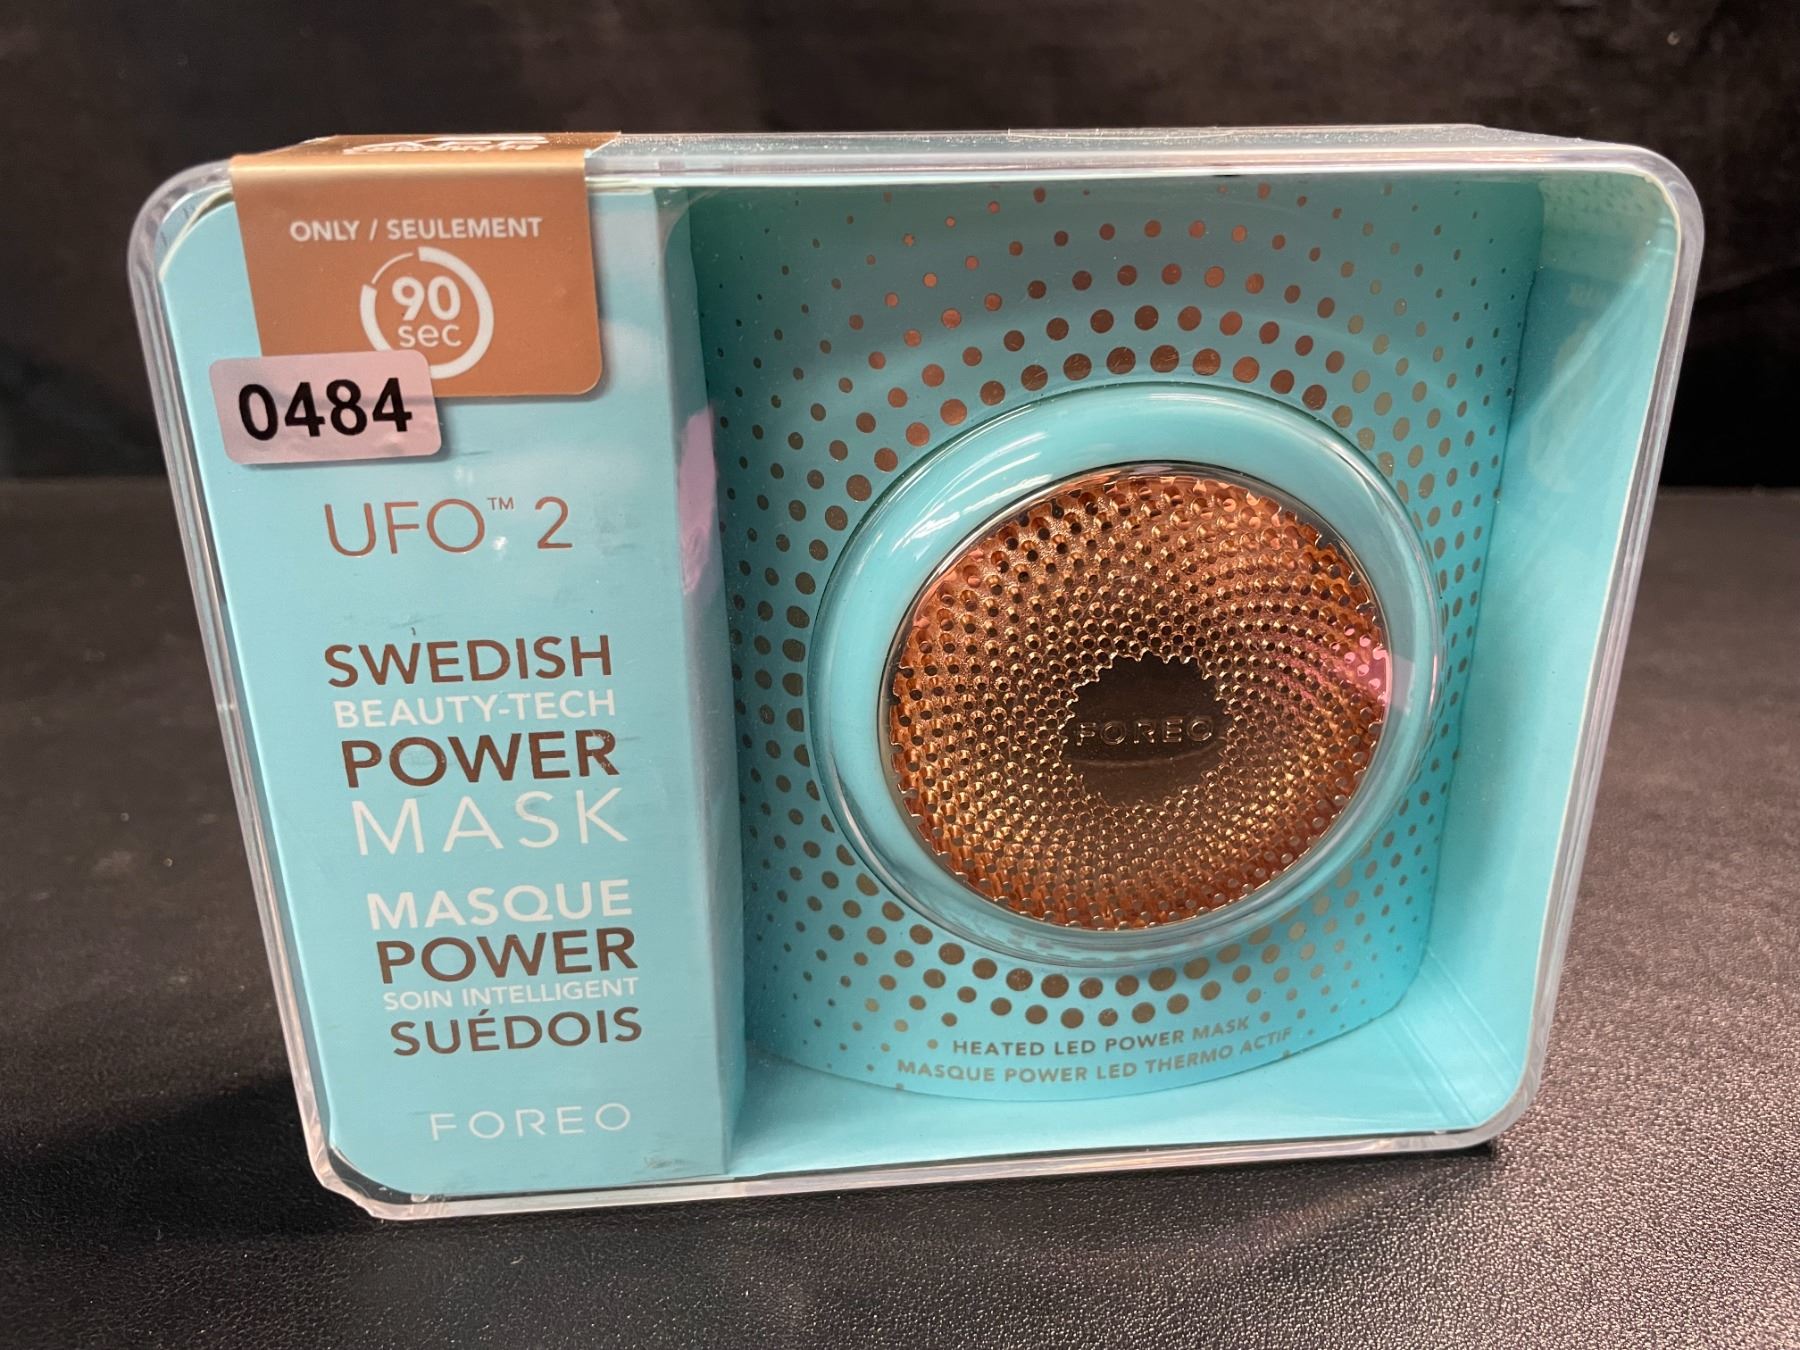 ONLY / SEULEMENT
90
sec
0484
UFO™ 2
SWEDISH
BEAUTY-TECH
POWER
MASK
MASQUE
POWER
SOIN INTELLIGENT
SUÉDOIS
FOREO
FOREO
HEATED LED POWER MASK
MASQUE POWER LED THERMO ACTIF